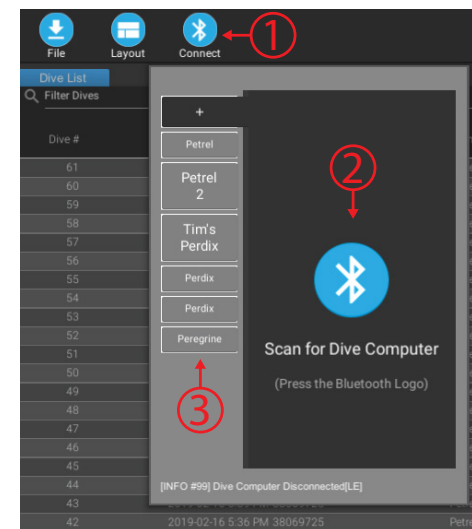 File Layout Connect
1
Dive List
Filter Dives
Dive #
+
Petrel
Petrel
2
Tim's
Perdix
Perdix
Perdix
Peregrine
2
Scan for Dive Computer
(Press the Bluetooth Logo)
3
[INFO #99] Dive Computer Disconnected[LE]
61
60
59
58
57
56
55
54
53
52
51
50
49
48
47
46
45
44
43
42 2019-02-16 5:36 PM 38069725